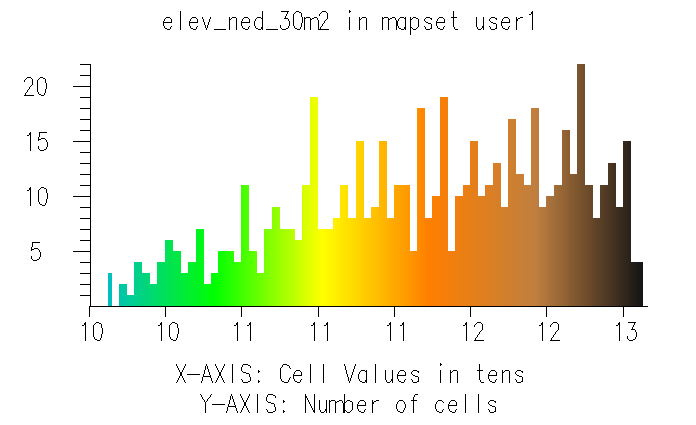 elev_ned_30m2 in mapset user1
20
15
10
5
10 10 11 11 11 12 12 13
X-AXIS: Cell Values in tens
Y-AXIS: Number of cells